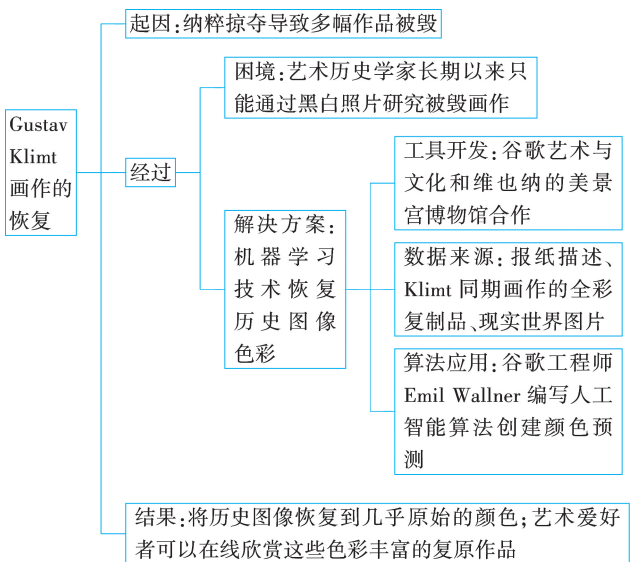 起因:纳粹掠夺导致多幅作品被毁
困境:艺术历史学家长期以来只
能通过黑白照片研究被毁画作
Gustav
Klimt
画作的
恢复
经过
工具开发:谷歌艺术与
文化和维也纳的美景
宫博物馆合作
解决方案:
机器学习
技术恢复
历史图像
色彩
数据来源:报纸描述、
Klimt 同期画作的全彩
复制品、现实世界图片
算法应用:谷歌工程师
Emil Wallner 编写人工
智能算法创建颜色预
测
结果:将历史图像恢复到几乎原始的颜色;艺术爱好
者可以在线欣赏这些色彩丰富的复原作品